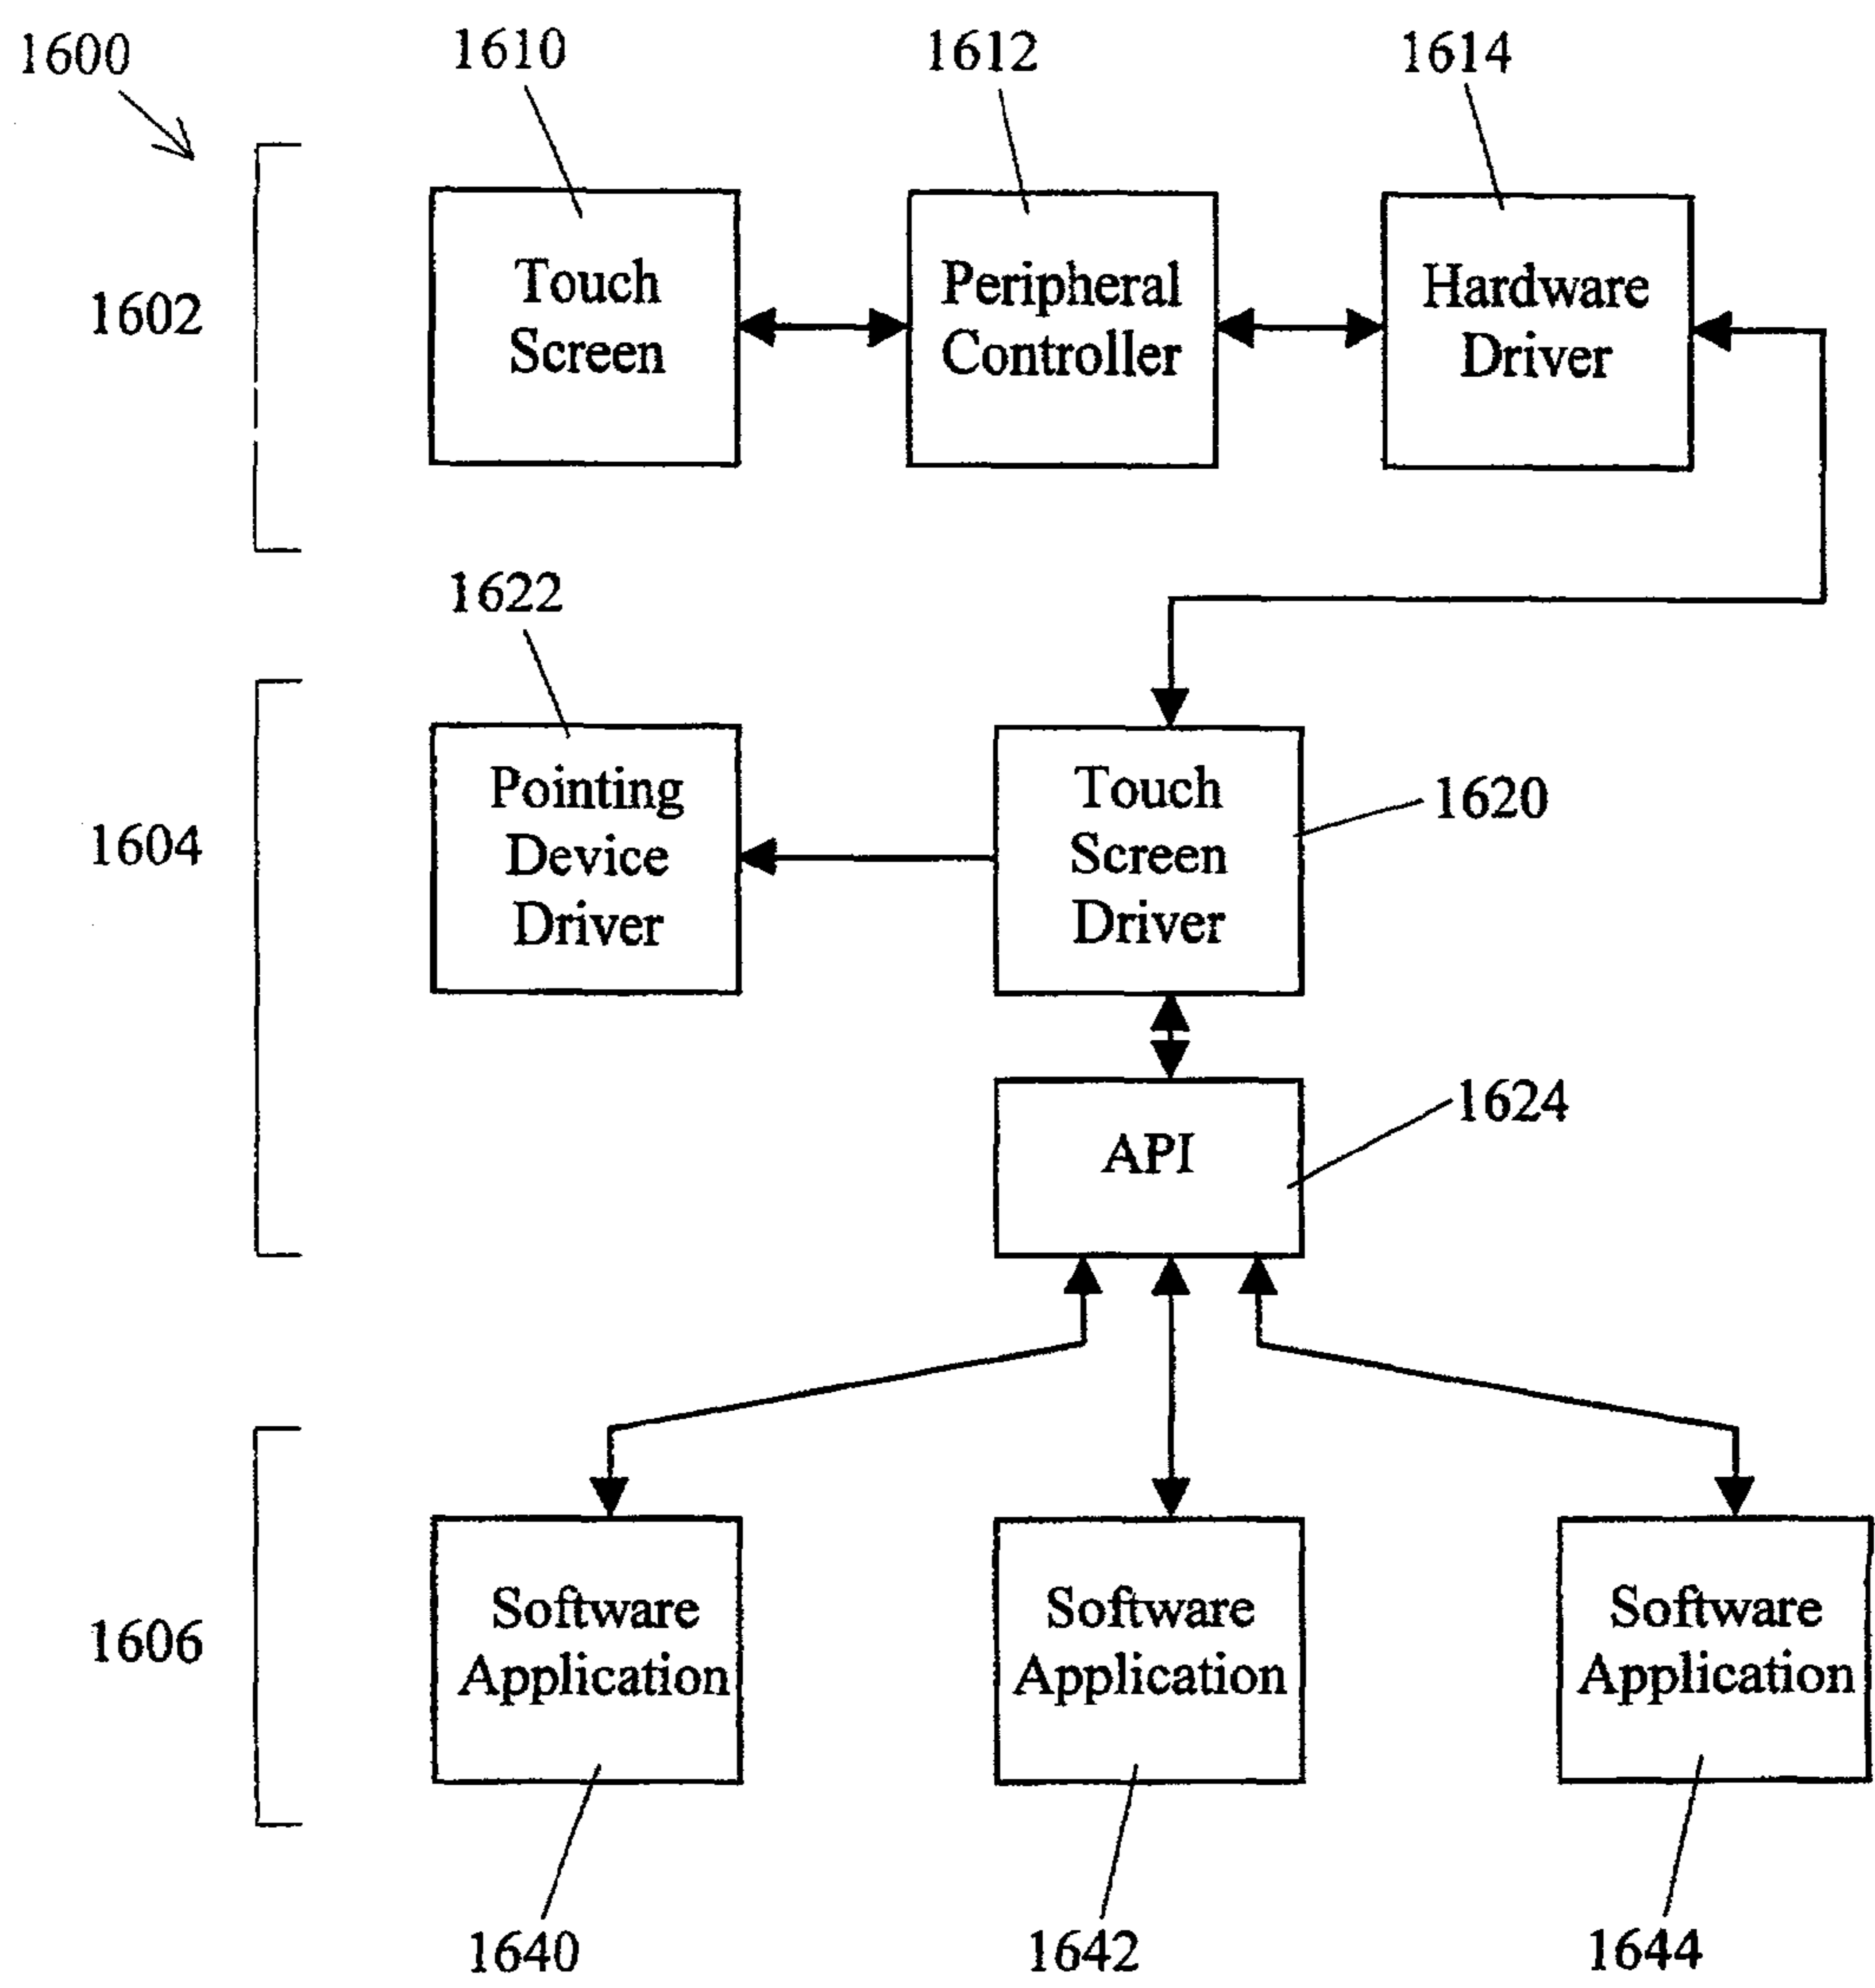 1600
1610
1612
1614
1602
Touch
Screen
Peripheral
Controller
Hardware
Driver
1622
1604
Pointing
Device
Driver
Touch
Screen
Driver
1620
API
1624
1606
Software
Application
Software
Application
Software
Application
1640
1642
1644